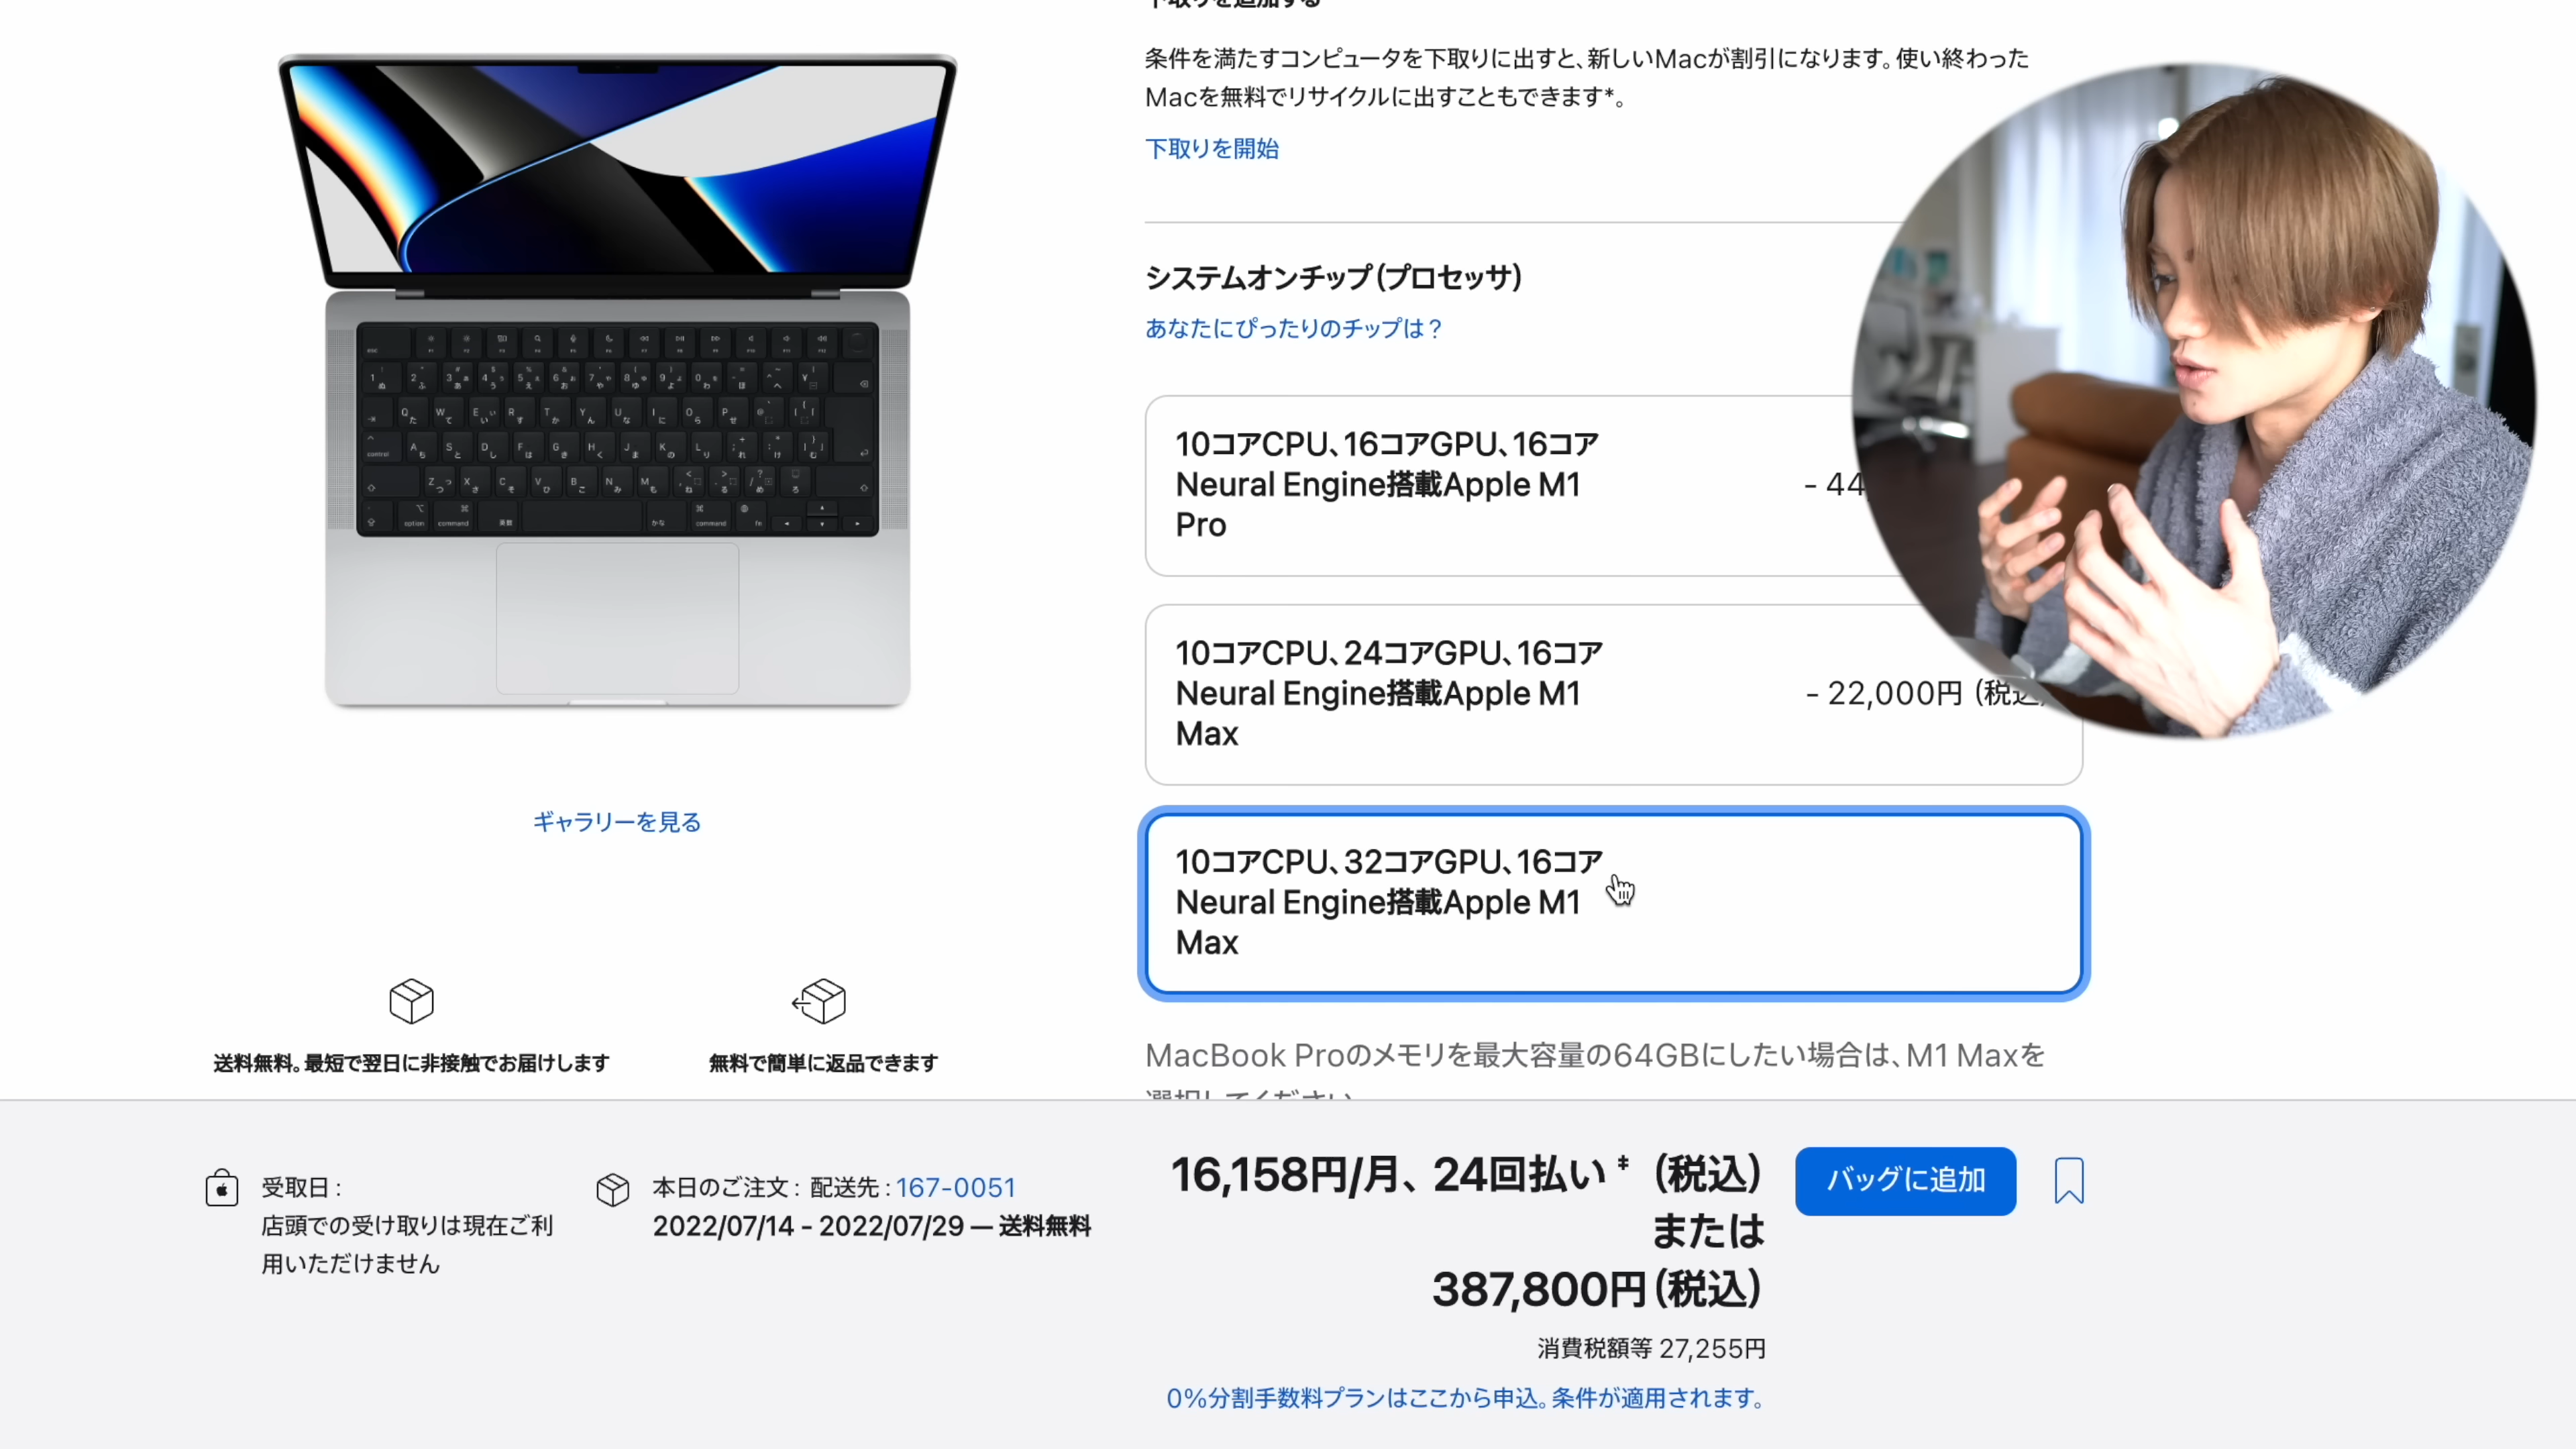 下取りを追加する
条件を満たすコンピュータを下取りに出すと、新しいMacが割引になります。使い終わった
Macを無料でリサイクルに出すこともできます*。
下取りを開始
システムオンチップ(プロセッサ)
あなたにぴったりのチップは？
10コアCPU、16コアGPU、16コア
Neural Engine搭載Apple M1
Pro
- 44
10コアCPU、24コアGPU、16コア
Neural Engine搭載Apple M1
Max
- 22,000円 (税込
10コアCPU、32コアGPU、16コア
Neural Engine搭載Apple M1
Max
MacBook Proのメモリを最大容量の64GBにしたい場合は、M1 Maxを
選択してください
ギャラリーを見る
送料無料。最短で翌日に非接触でお届けします
無料で簡単に返品できます
受取日：
店頭での受け取りは現在ご利
用いただけません
本日のご注文： 配送先：167-0051
2022/07/14 – 2022/07/29 — 送料無料
16,158円/月、24回払い‡ (税込)
または
387,800円(税込)
消費税額等 27,255円
0%分割手数料プランはここから申込。条件が適用されます。
バッグに追加